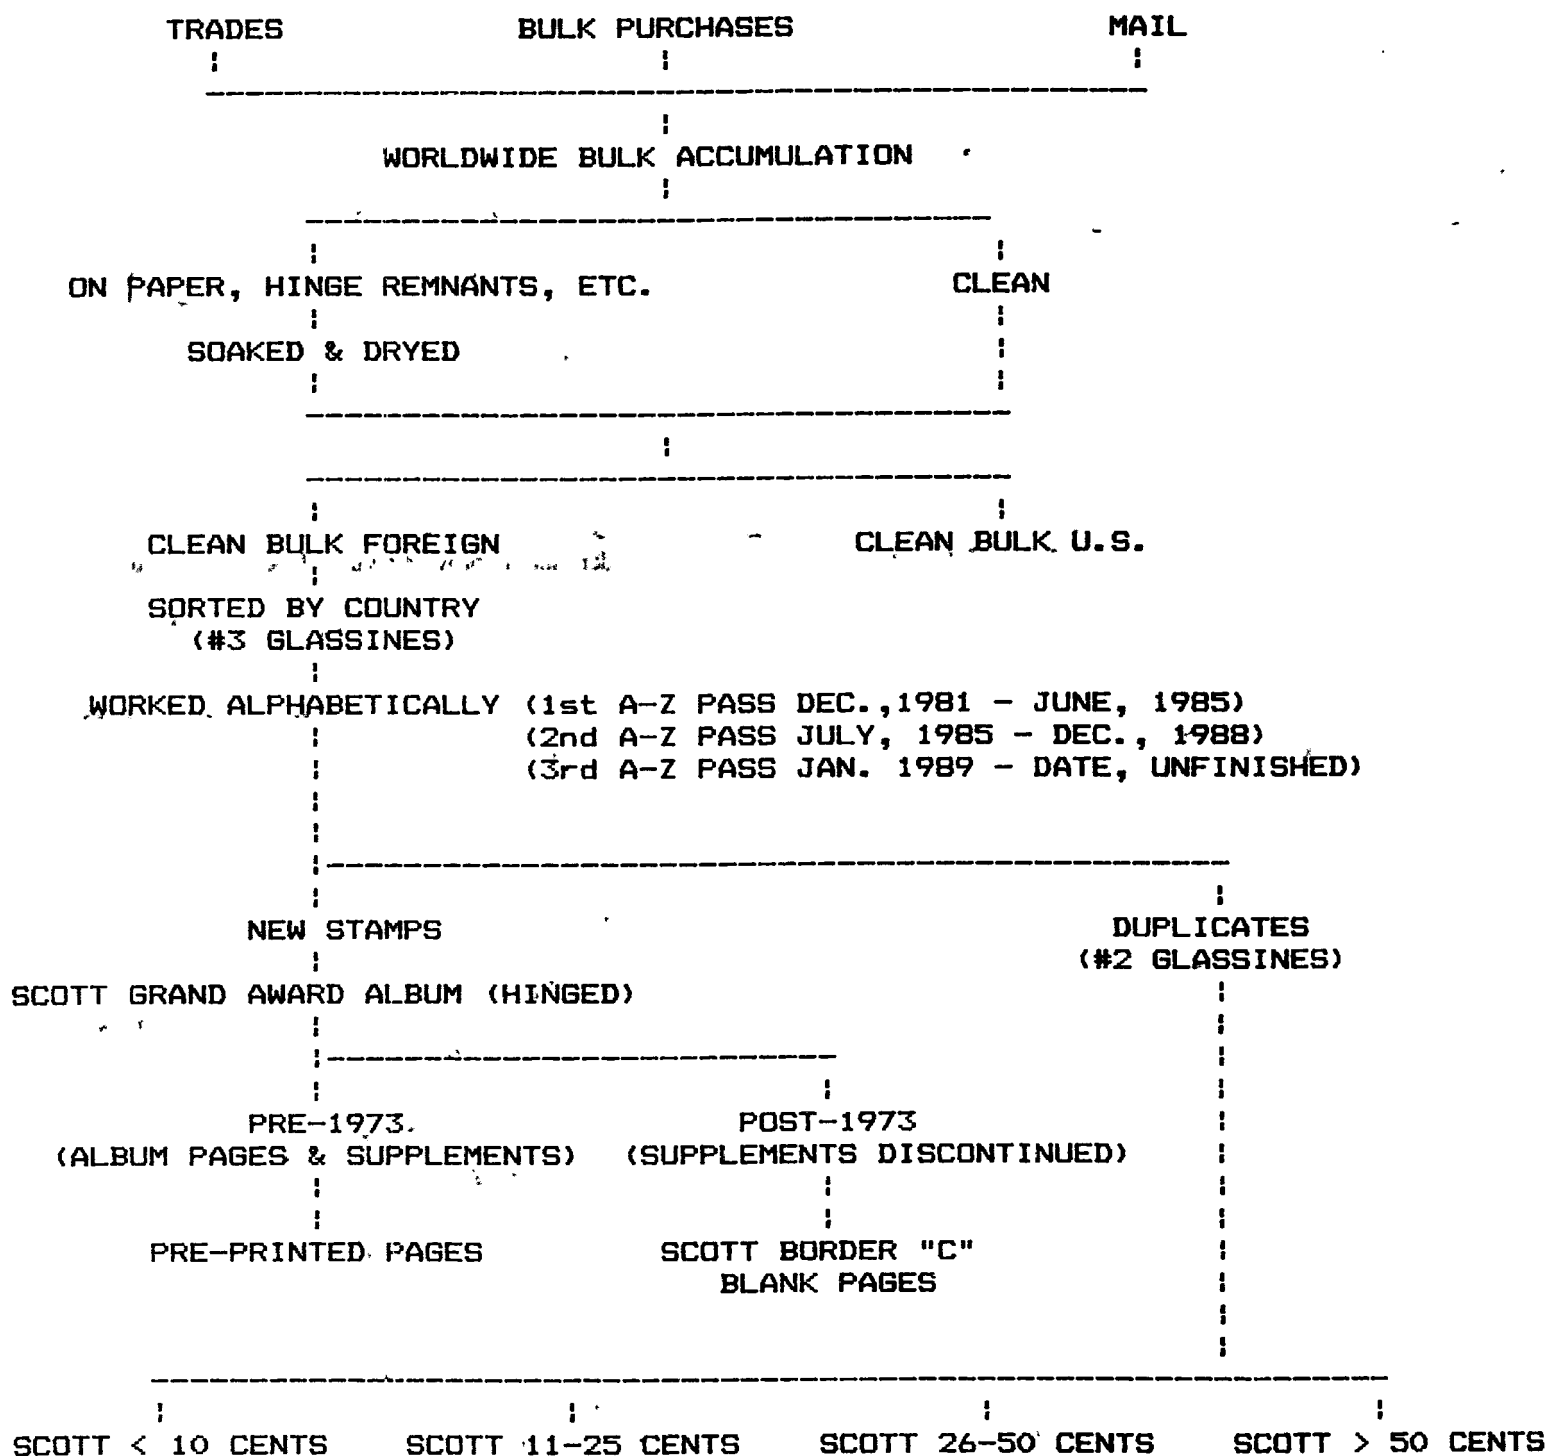 TRADES BULK PURCHASES MAIL
WORLDWIDE BULK ACCUMULATION
ON PAPER, HINGE REMNANTS, ETC. CLEAN
SOAKED & DRYED
CLEAN BULK FOREIGN CLEAN BULK U.S.
SORTED BY COUNTRY
(#3 GLASSINES)
WORKED ALPHABETICALLY (1st A-Z PASS DEC.,1981 - JUNE, 1985)
(2nd A-Z PASS JULY, 1985 - DEC., 1988)
(3rd A-Z PASS JAN. 1989 - DATE, UNFINISHED)
NEW STAMPS DUPLICATES
(#2 GLASSINES)
SCOTT GRAND AWARD ALBUM (HINGED)
PRE-1973 POST-1973
(ALBUM PAGES & SUPPLEMENTS) (SUPPLEMENTS DISCONTINUED)
PRE-PRINTED PAGES SCOTT BORDER "C"
BLANK PAGES
SCOTT < 10 CENTS SCOTT 11-25 CENTS SCOTT 26-50 CENTS SCOTT > 50 CENTS